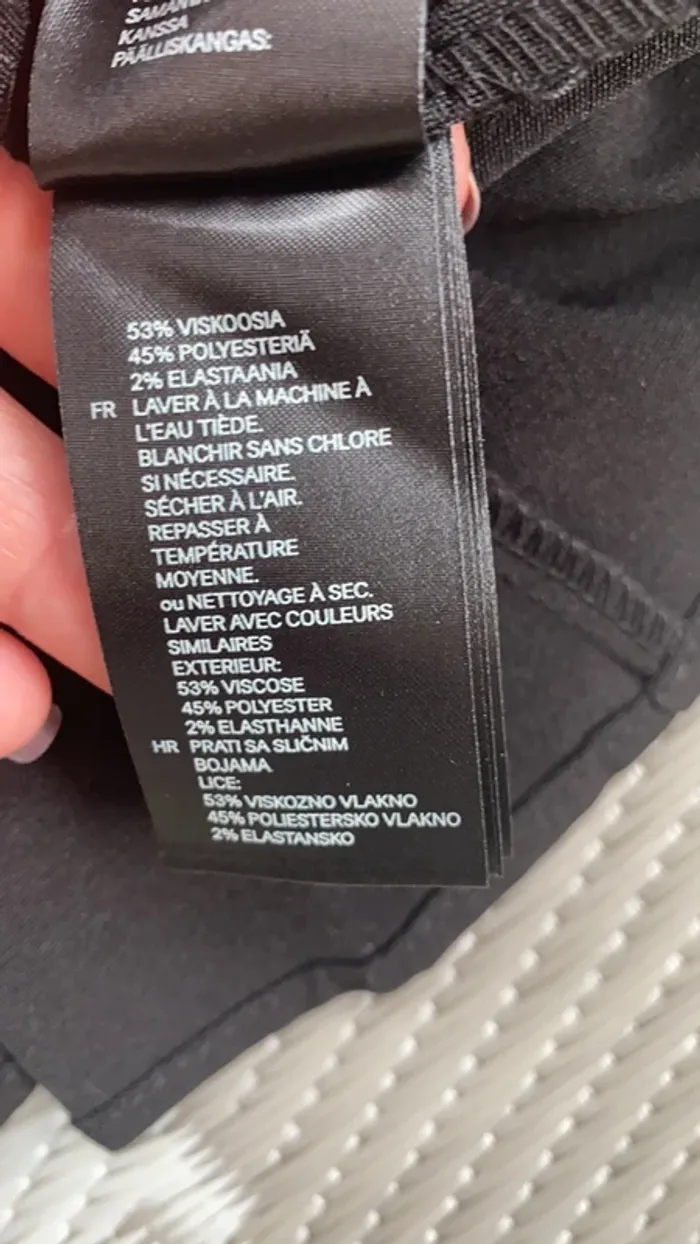 KANSSA
PÄÄLLISKANGAS:
53% VISKOOSIA
45% POLYESTERIÄ
2% ELASTAANIA
FR LAVER À LA MACHINE À
L'EAU TIÈDE.
BLANCHIR SANS CHLORE
SI NÉCESSAIRE.
SÉCHER À L'AIR.
REPASSER À
TEMPÉRATURE
MOYENNE.
ou NETTOYAGE À SEC.
LAVER AVEC COULEURS
SIMILAIRES
EXTERIEUR:
53% VISCOSE
45% POLYESTER
2% ELASTHANNE
HR PRATI SA SLIČNIM
BOJAMA
LICE:
53% VISKOZNO VLAKNO
45% POLIESTERSKO VLAKNO
2% ELASTANSKO